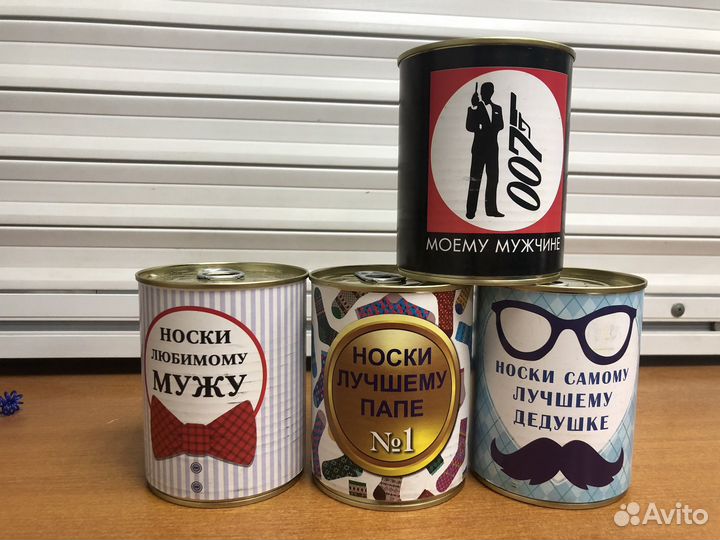 007
МОЕМУ МУЖЧИНЕ
НОСКИ
ЛЮБИМОМУ
МУЖУ
НОСКИ
ЛУЧШЕМУ
ПАПЕ
№1
НОСКИ САМОМУ
ЛУЧШЕМУ
ДЕДУШКЕ
Avito